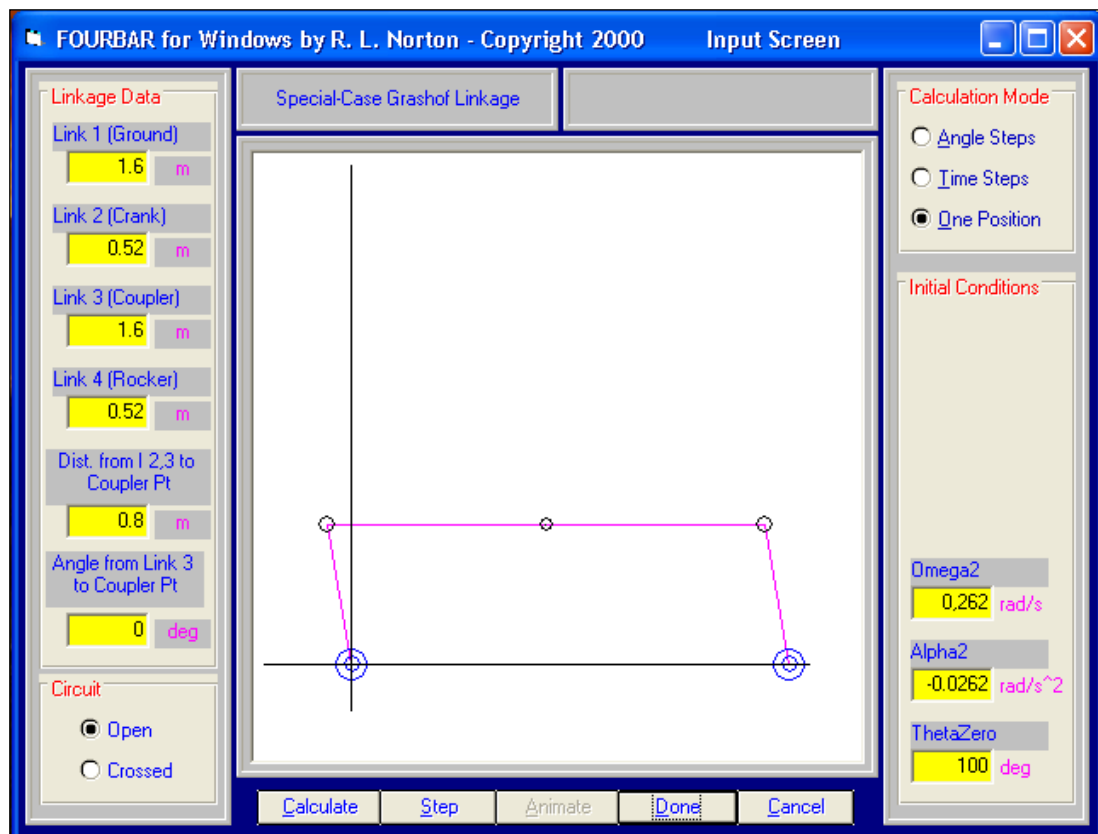 FOURBAR for Windows by R. L. Norton - Copyright 2000 Input Screen
Linkage Data
Link 1 (Ground)
1.6 m
Link 2 (Crank)
0.52 m
Link 3 (Coupler)
1.6 m
Link 4 (Rocker)
0.52 m
Dist. from I 2,3 to
Coupler Pt
0.8 m
Angle from Link 3
to Coupler Pt
0 deg
Circuit
Open
Crossed
Special-Case Grashof Linkage
Calculate Step Animate Done Cancel
Calculation Mode
Angle Steps
Time Steps
One Position
Initial Conditions
Omega2
0,262 rad/s
Alpha2
-0.0262 rad/s^2
ThetaZero
100 deg